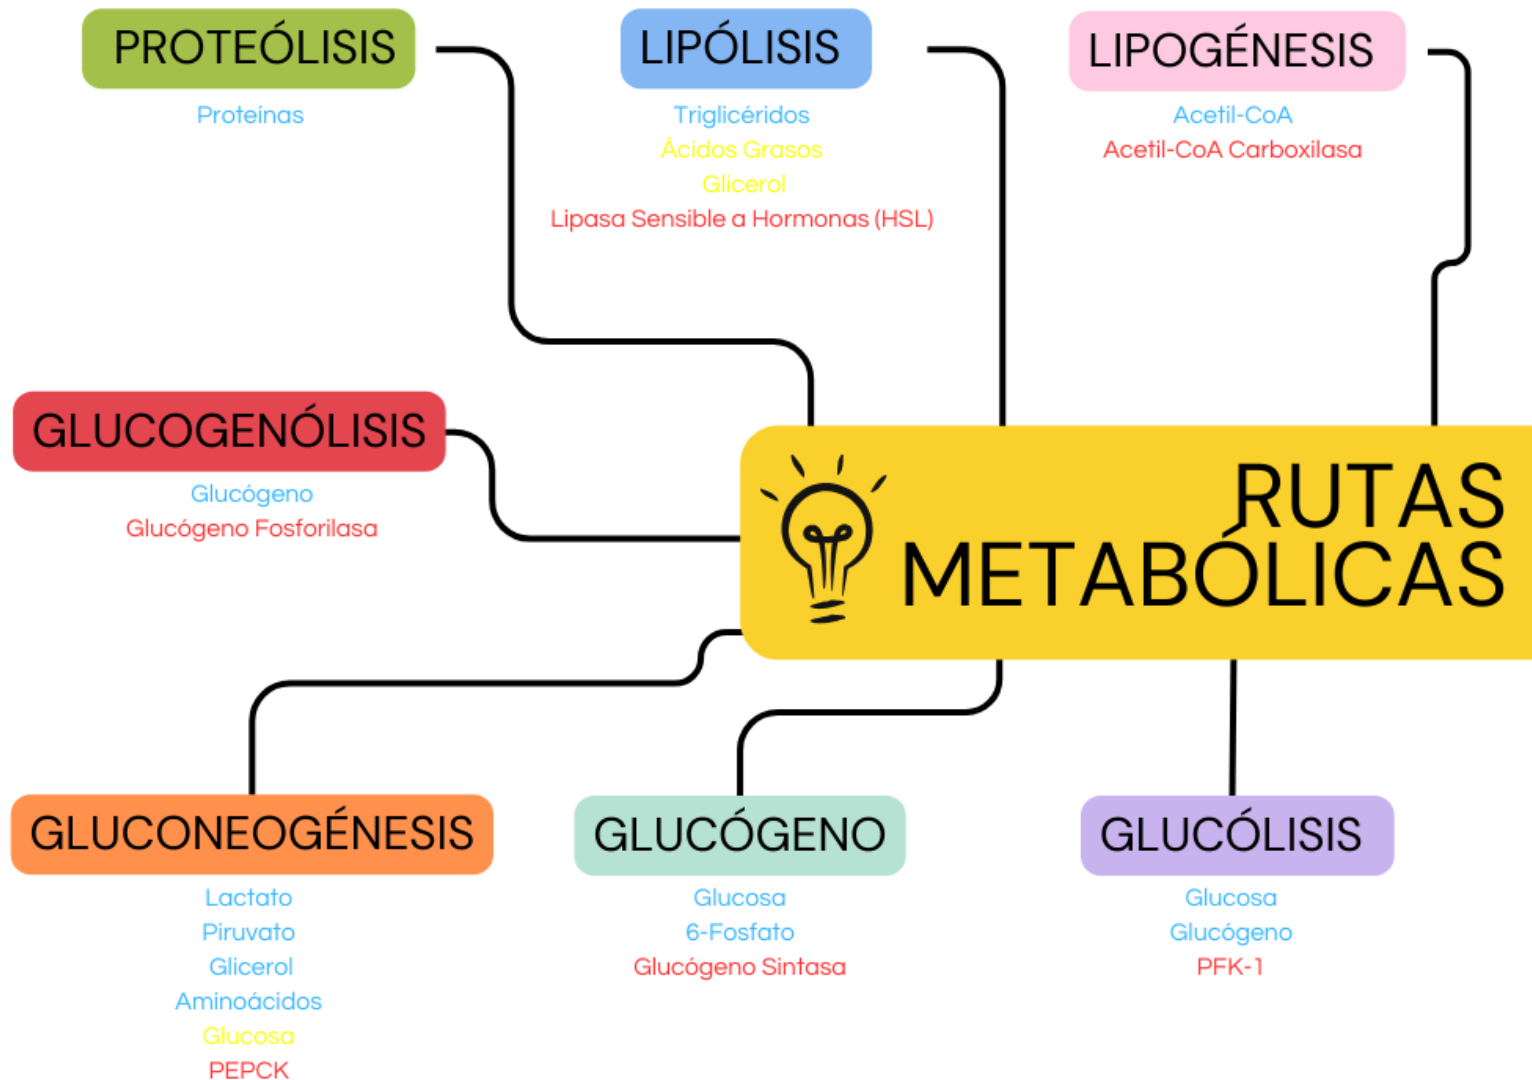 PROTEÓLISIS
Proteínas
LIPÓLISIS
Triglicéridos
Ácidos Grasos
Glicerol
Lipasa Sensible a Hormonas (HSL)
LIPOGÉNESIS
Acetil-CoA
Acetil-CoA Carboxilasa
GLUCOGENÓLISIS
Glucógeno
Glucógeno Fosforilasa
RUTAS
METABÓLICAS
GLUCONEOGÉNESIS
Lactato
Piruvato
Glicerol
Aminoácidos
Glucosa
PEPCK
GLUCÓGENO
Glucosa
6-Fosfato
Glucógeno Sintasa
GLUCÓLISIS
Glucosa
Glucógeno
PFK-1